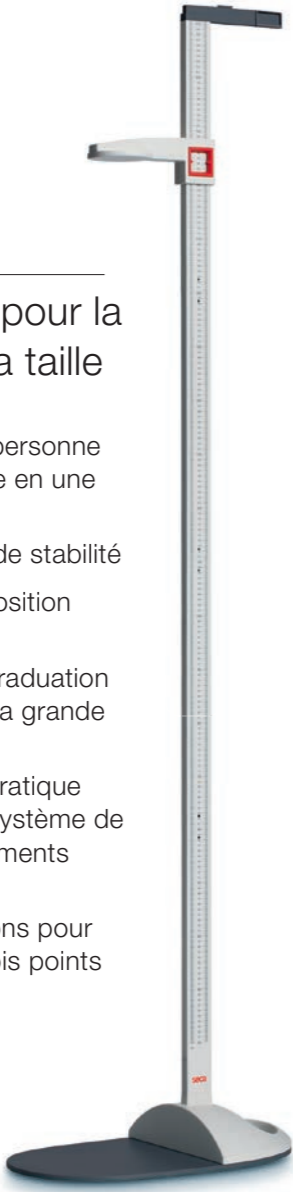 pour la
a taille
personne
e en une
de stabilité
osition
raduation
a grande
ratique
ystème de
ments
ns pour
is points
seca